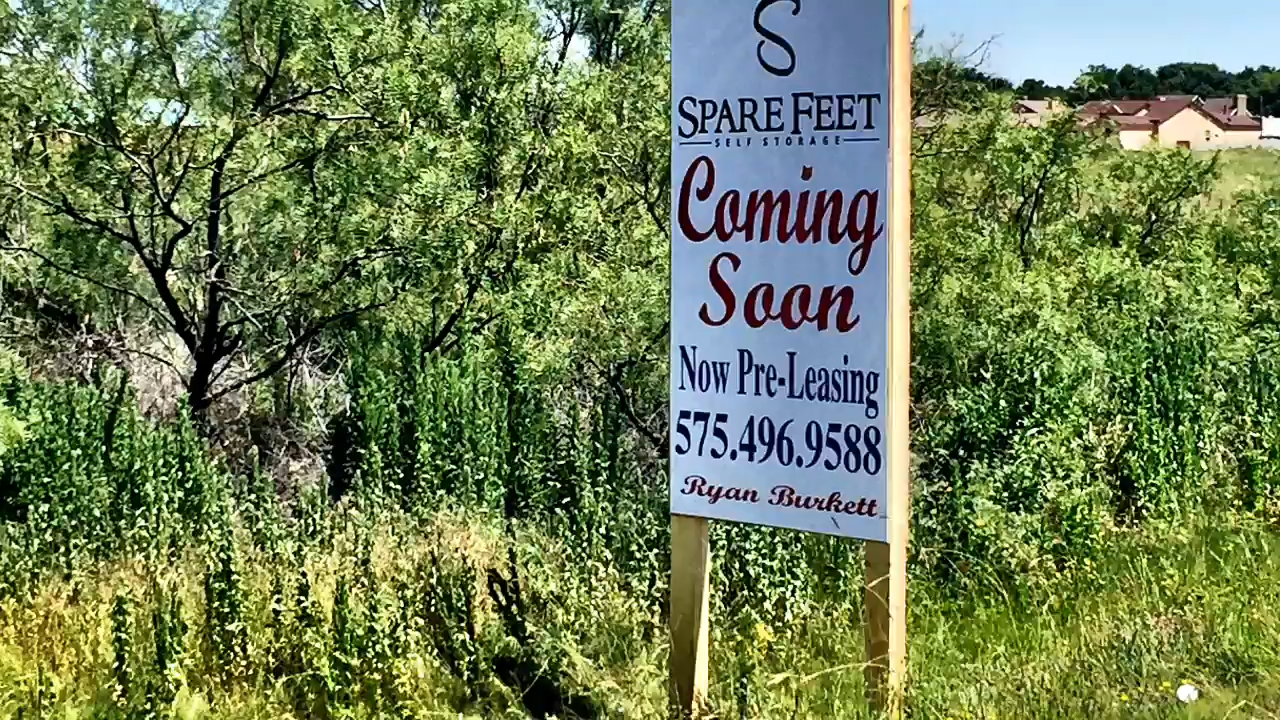 S
SPARE FEET
SELF STORAGE
Coming
Soon
Now Pre-Leasing
575.496.9588
Ryan Burkett